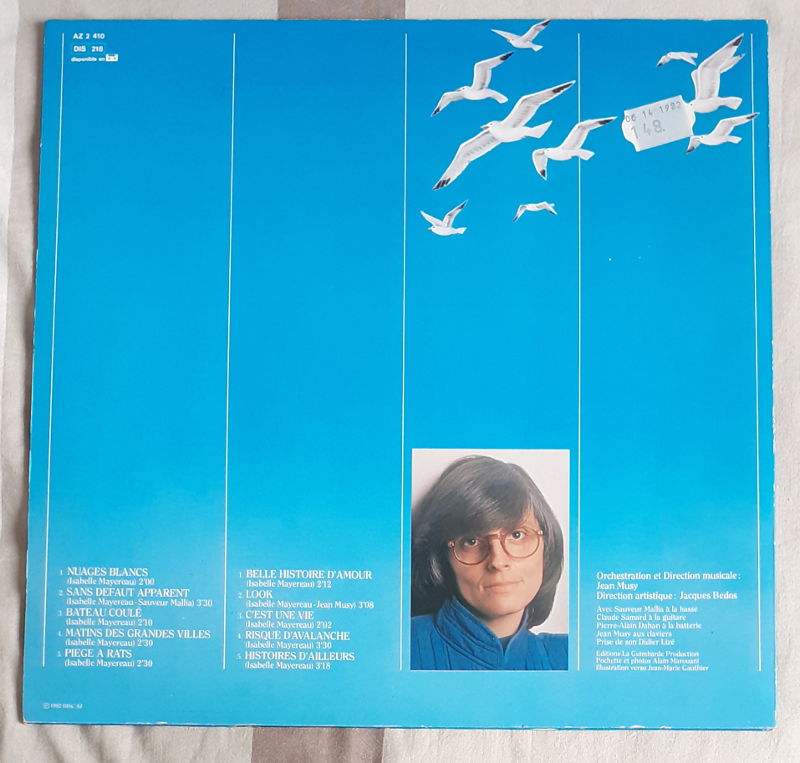 AZ 2 410
DIS 218
disponible en
06 14 1982
148.
1. NUAGES BLANCS
(Isabelle Mayereau) 2'00
2. SANS DEFAUT APPARENT
(Isabelle Mayereau - Sauveur Mallia) 3'30
3. BATEAU COULÉ
(Isabelle Mayereau) 2'10
4. MATINS DES GRANDES VILLES
(Isabelle Mayereau) 2'30
5. PIEGE A RATS
(Isabelle Mayereau) 2'30
1. BELLE HISTOIRE D'AMOUR
(Isabelle Mayereau) 2'12
2. LOOK
(Isabelle Mayereau - Jean Musy) 3'08
3. C'EST UNE VIE
(Isabelle Mayereau) 2'02
4. RISQUE D'AVALANCHE
(Isabelle Mayereau) 3'30
5. HISTOIRES D'AILLEURS
(Isabelle Mayereau) 3'18
Orchestration et Direction musicale :
Jean Musy
Direction artistique : Jacques Bedos
Avec Sauveur Mallia à la basse
Claude Samard à la guitare
Pierre-Alain Dahan à la batterie
Jean Musy aux claviers
Prise de son Didier Lizé
Editions La Guimbarde Production
Pochette et photos Alain Marouani
Illustration verso Jean-Marie Gauthier
© 1982 DISC'AZ